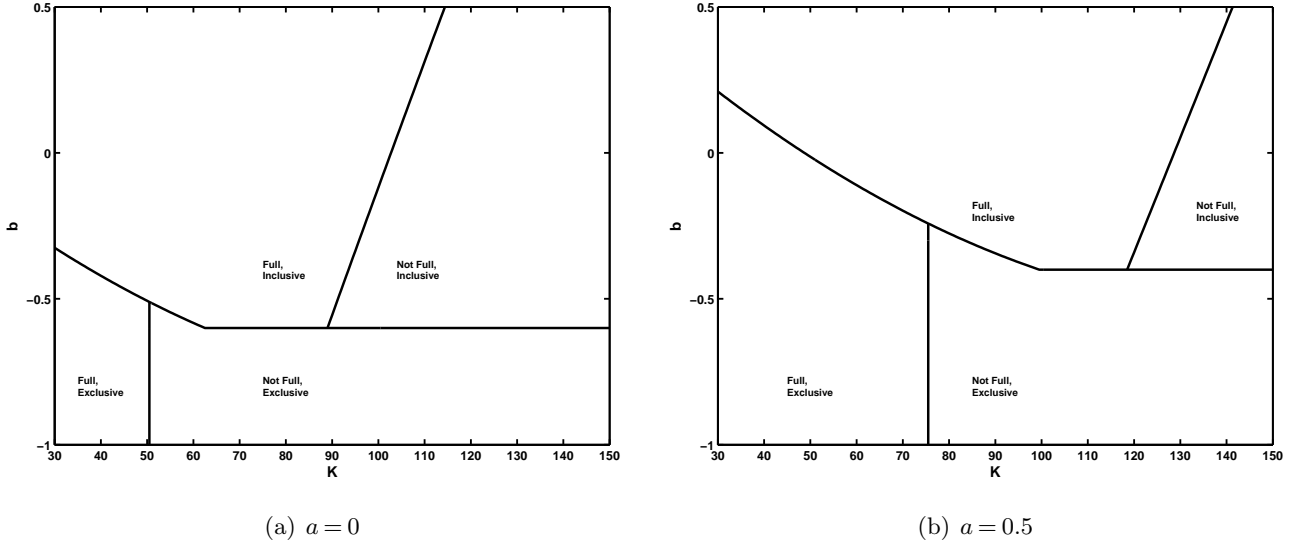 0.5
0
−0.5
−1
b
30 40 50 60 70 80 90 100 110 120 130 140 150
K
Full,
Inclusive
Not Full,
Inclusive
Full,
Exclusive
Not Full,
Exclusive
(a) a = 0
0.5
0
−0.5
−1
b
30 40 50 60 70 80 90 100 110 120 130 140 150
K
Full,
Inclusive
Not Full,
Inclusive
Full,
Exclusive
Not Full,
Exclusive
(b) a = 0.5